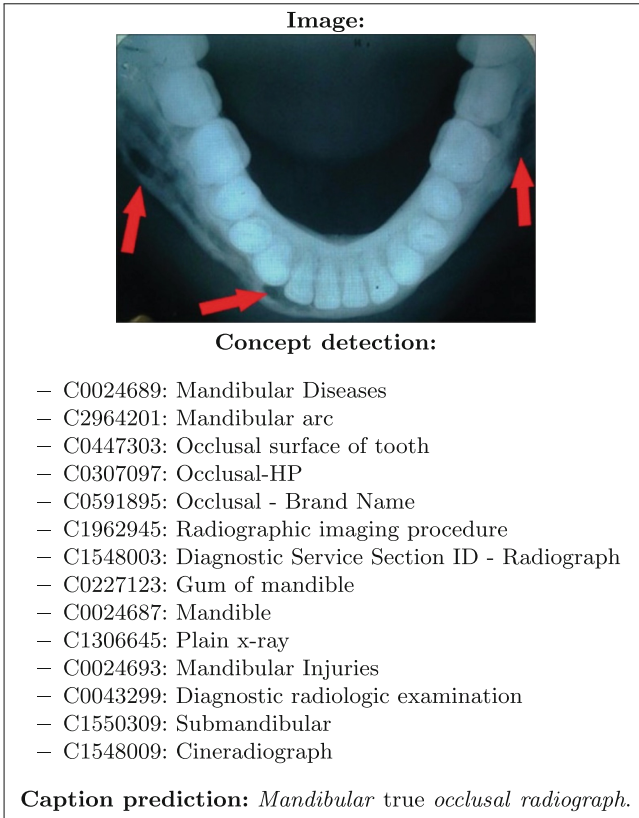 Image:
Concept detection:
– C0024689: Mandibular Diseases
– C2964201: Mandibular arc
– C0447303: Occlusal surface of tooth
– C0307097: Occlusal-HP
– C0591895: Occlusal - Brand Name
– C1962945: Radiographic imaging procedure
– C1548003: Diagnostic Service Section ID - Radiograph
– C0227123: Gum of mandible
– C0024687: Mandible
– C1306645: Plain x-ray
– C0024693: Mandibular Injuries
– C0043299: Diagnostic radiologic examination
– C1550309: Submandibular
– C1548009: Cineradiograph
Caption prediction: Mandibular true occlusal radiograph.